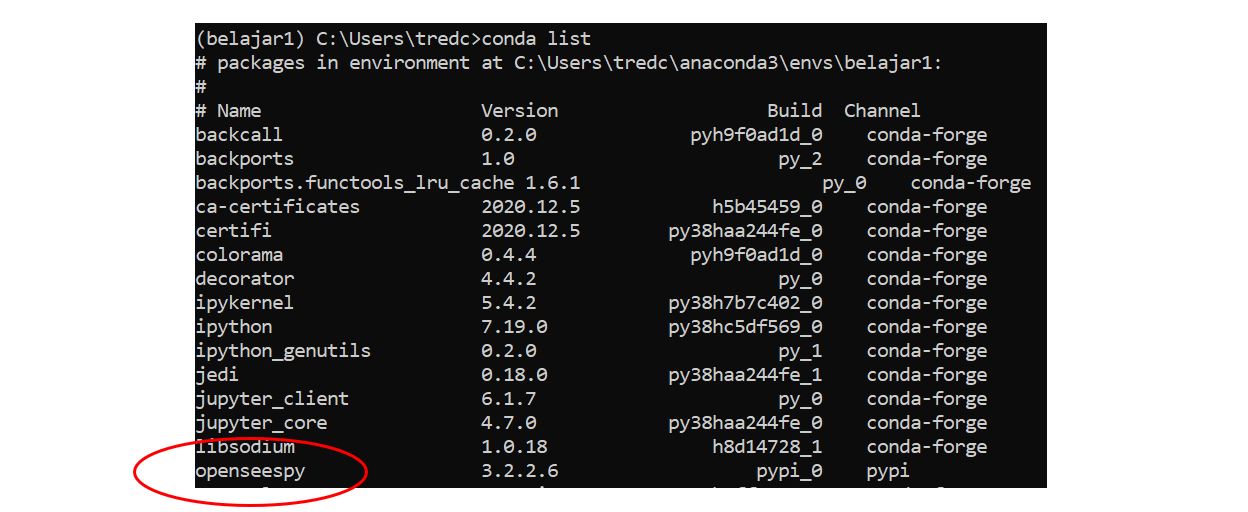 (belajar1) C:\Users\tredc>conda list
# packages in environment at C:\Users\tredc\anaconda3\envs\belajar1:
#
# Name Version Build Channel
backcall 0.2.0 pyh9f0ad1d_0 conda-forge
backports 1.0 py_2 conda-forge
backports.functools_lru_cache 1.6.1 py_0 conda-forge
ca-certificates 2020.12.5 h5b45459_0 conda-forge
certifi 2020.12.5 py38haa244fe_0 conda-forge
colorama 0.4.4 pyh9f0ad1d_0 conda-forge
decorator 4.4.2 py_0 conda-forge
ipykernel 5.4.2 py38h7b7c402_0 conda-forge
ipython 7.19.0 py38hc5df569_0 conda-forge
ipython_genutils 0.2.0 py_1 conda-forge
jedi 0.18.0 py38haa244fe_1 conda-forge
jupyter_client 6.1.7 py_0 conda-forge
jupyter_core 4.7.0 py38haa244fe_0 conda-forge
libsodium 1.0.18 h8d14728_1 conda-forge
openseespy 3.2.2.6 pypi_0 pypi